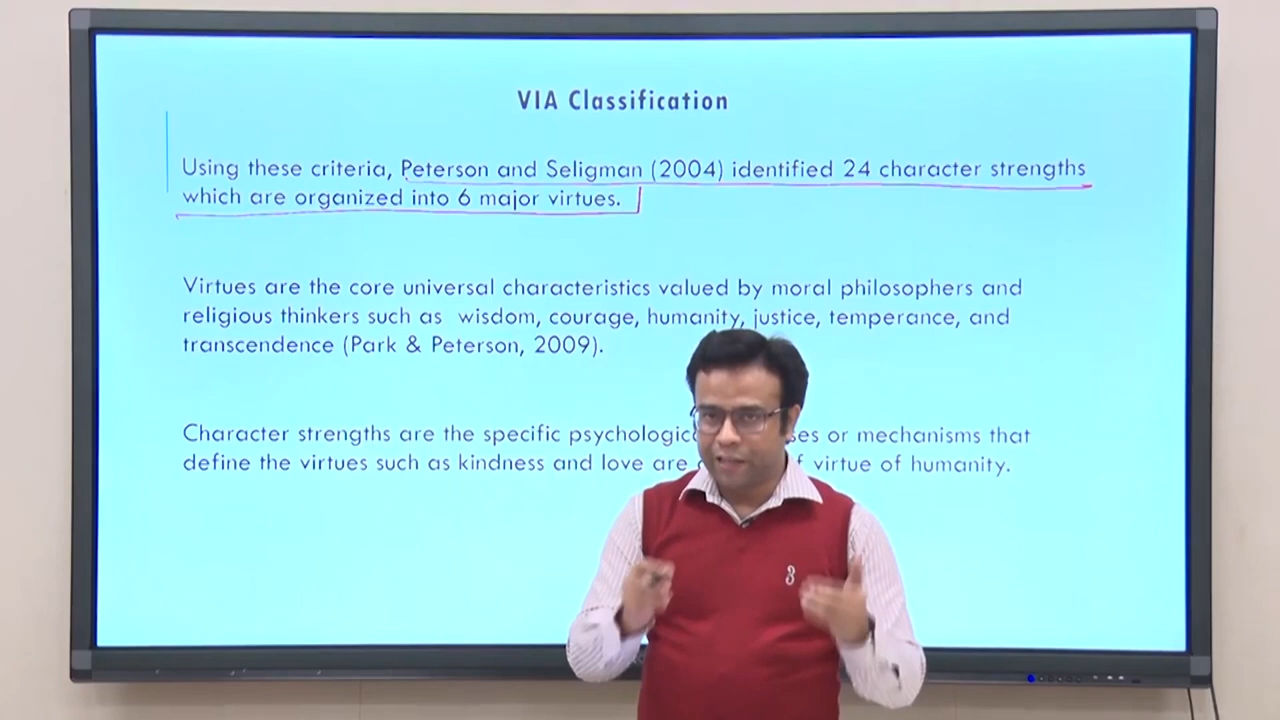 VIA Classification
Using these criteria, Peterson and Seligman (2004) identified 24 character strengths
which are organized into 6 major virtues.
Virtues are the core universal characteristics valued by moral philosophers and
religious thinkers such as wisdom, courage, humanity, justice, temperance, and
transcendence (Park & Peterson, 2009).
Character strengths are the specific or mechanisms that
define the virtues such as kindness and love are virtue of humanity.